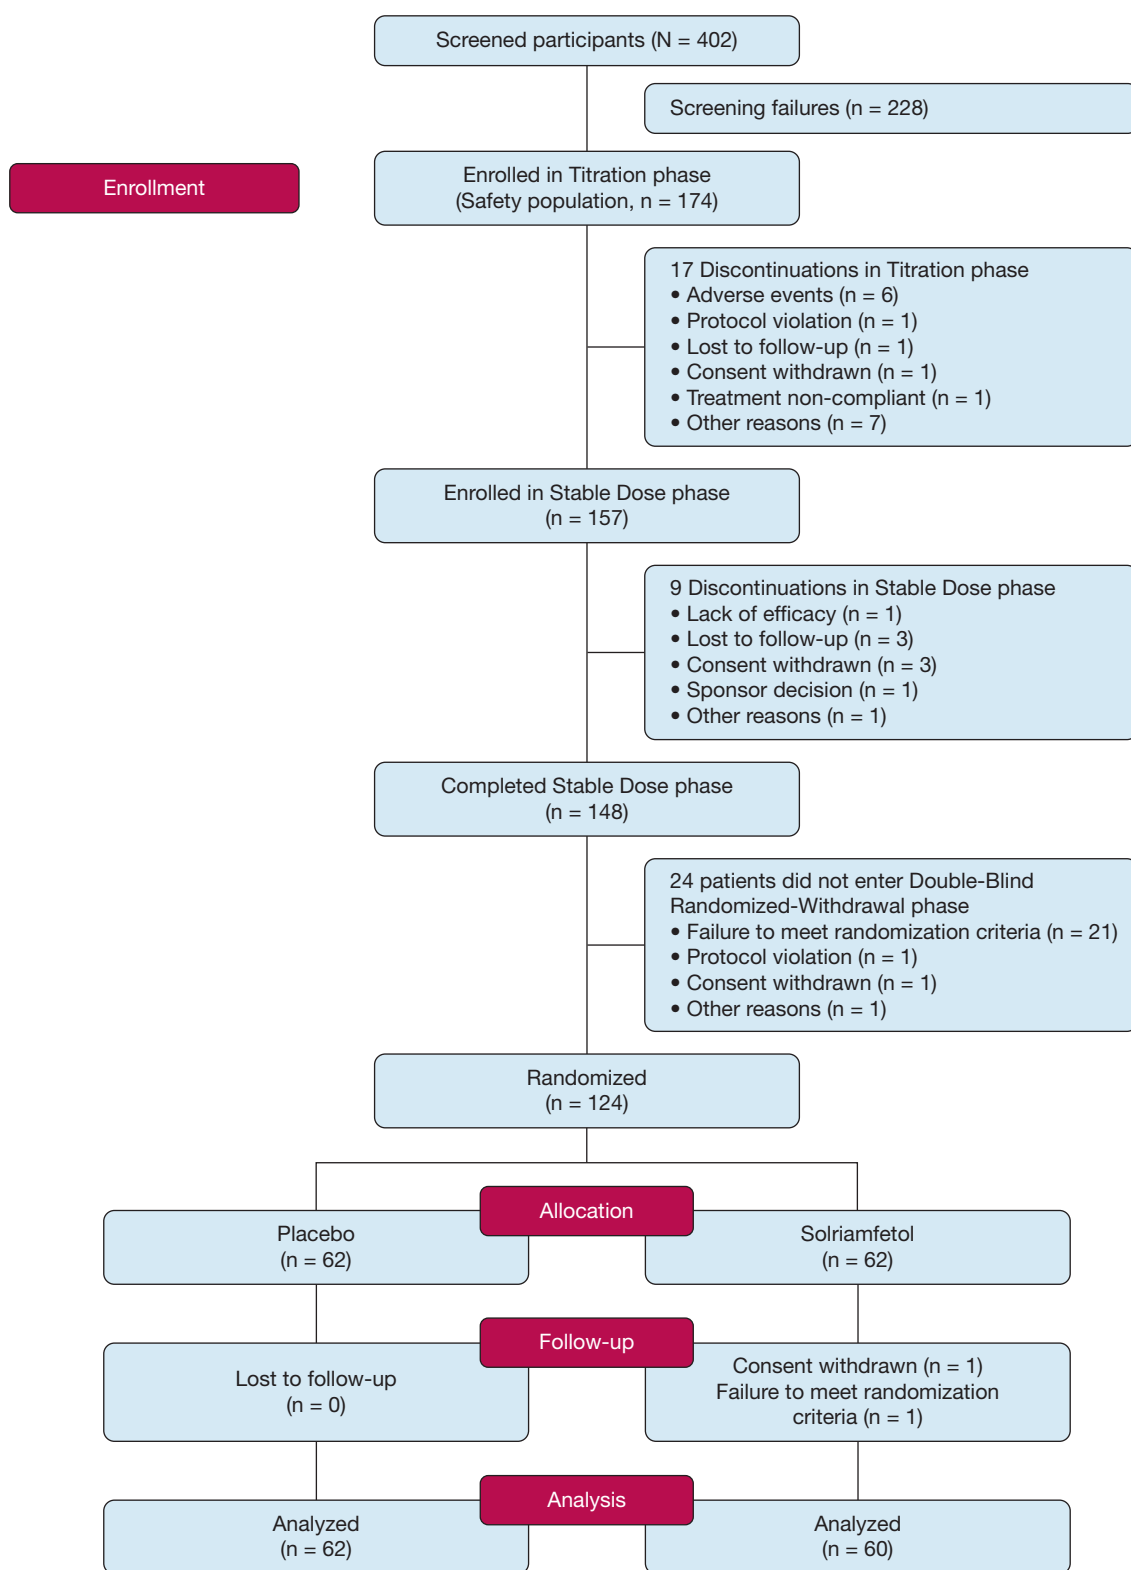 Screened participants (N = 402)
Screening failures (n = 228)
Enrollment
Enrolled in Titration phase
(Safety population, n = 174)
17 Discontinuations in Titration phase
• Adverse events (n = 6)
• Protocol violation (n = 1)
• Lost to follow-up (n = 1)
• Consent withdrawn (n = 1)
• Treatment non-compliant (n = 1)
• Other reasons (n = 7)
Enrolled in Stable Dose phase
(n = 157)
9 Discontinuations in Stable Dose phase
• Lack of efficacy (n = 1)
• Lost to follow-up (n = 3)
• Consent withdrawn (n = 3)
• Sponsor decision (n = 1)
• Other reasons (n = 1)
Completed Stable Dose phase
(n = 148)
24 patients did not enter Double-Blind
Randomized-Withdrawal phase
• Failure to meet randomization criteria (n = 21)
• Protocol violation (n = 1)
• Consent withdrawn (n = 1)
• Other reasons (n = 1)
Randomized
(n = 124)
Allocation
Placebo
(n = 62)
Solriamfetol
(n = 62)
Follow-up
Lost to follow-up
(n = 0)
Consent withdrawn (n = 1)
Failure to meet randomization
criteria (n = 1)
Analysis
Analyzed
(n = 62)
Analyzed
(n = 60)